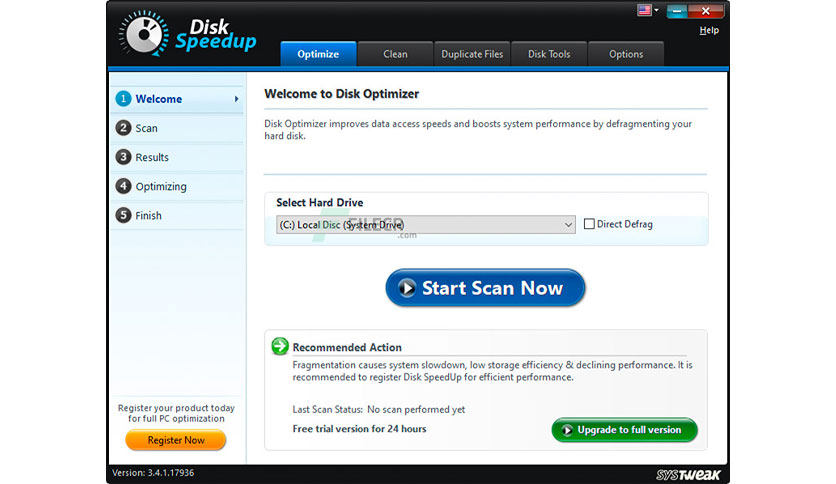 Disk
Speedup
Help
Optimize
Clean
Duplicate Files
Disk Tools
Options
1 Welcome
2 Scan
3 Results
4 Optimizing
5 Finish
Register your product today
for full PC optimization
Register Now
Welcome to Disk Optimizer
Disk Optimizer improves data access speeds and boosts system performance by defragmenting your
hard disk.
Select Hard Drive
(C:) Local Disc (System Drive)
Direct Defrag
FILECR
.com
Start Scan Now
Recommended Action
Fragmentation causes system slowdown, low storage efficiency & declining performance. It is
recommended to register Disk SpeedUp for efficient performance.
Last Scan Status: No scan performed yet
Free trial version for 24 hours
Upgrade to full version
Version: 3.4.1.17936
SYSTWEAK